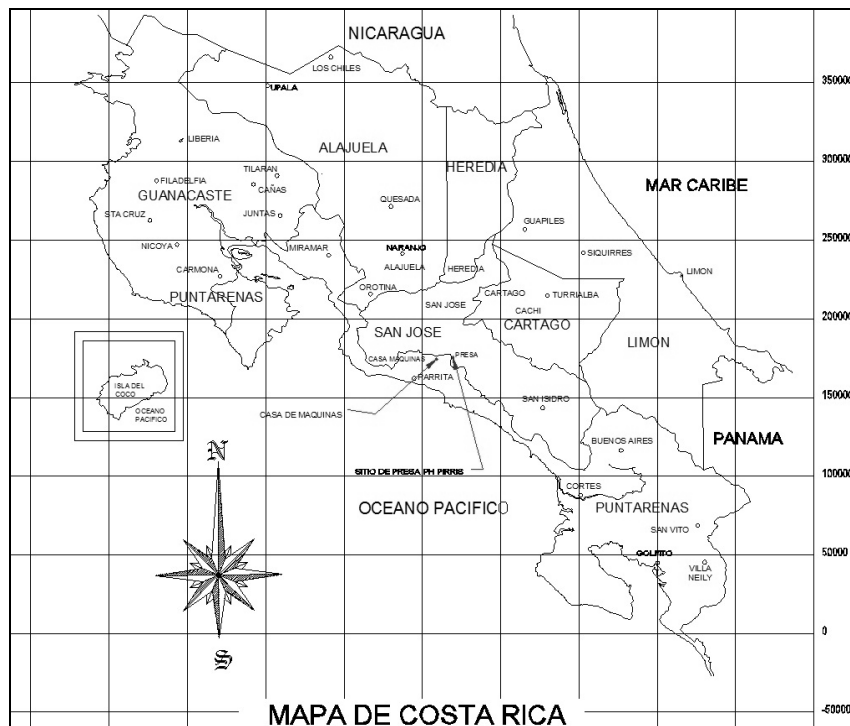 NICARAGUA
LOS CHILES
350000
UPALA
LIBERIA
ALAJUELA
300000
HEREDIA
TILARAN
FILADELFIA
CAÑAS
GUANACASTE
MAR CARIBE
QUESADA
STA CRUZ
JUNTAS
GUAPILES
250000
NICOYA
MIRAMAR
NARANJO
SIQUIRRES
CARMONA
ALAJUELA
HEREDIA
LIMON
PUNTARENAS
OROTINA
CARTAGO
TURRIALBA
SAN JOSE
CACHI
200000
SAN JOSE
CARTAGO
LIMON
CASA MAQUINAS
PRESA
PARRITA
150000
ISLA DEL
COCO
OCEANO
PACIFICO
CASA DE MAQUINAS
SAN ISIDRO
BUENOS AIRES
PANAMA
N
SITIO DE PRESA PH PIRRIS
100000
CORTES
OCEANO PACIFICO
PUNTARENAS
SAN VITO
GOLFITO
50000
VILLA
NEILY
0
S
-50000
MAPA DE COSTA RICA